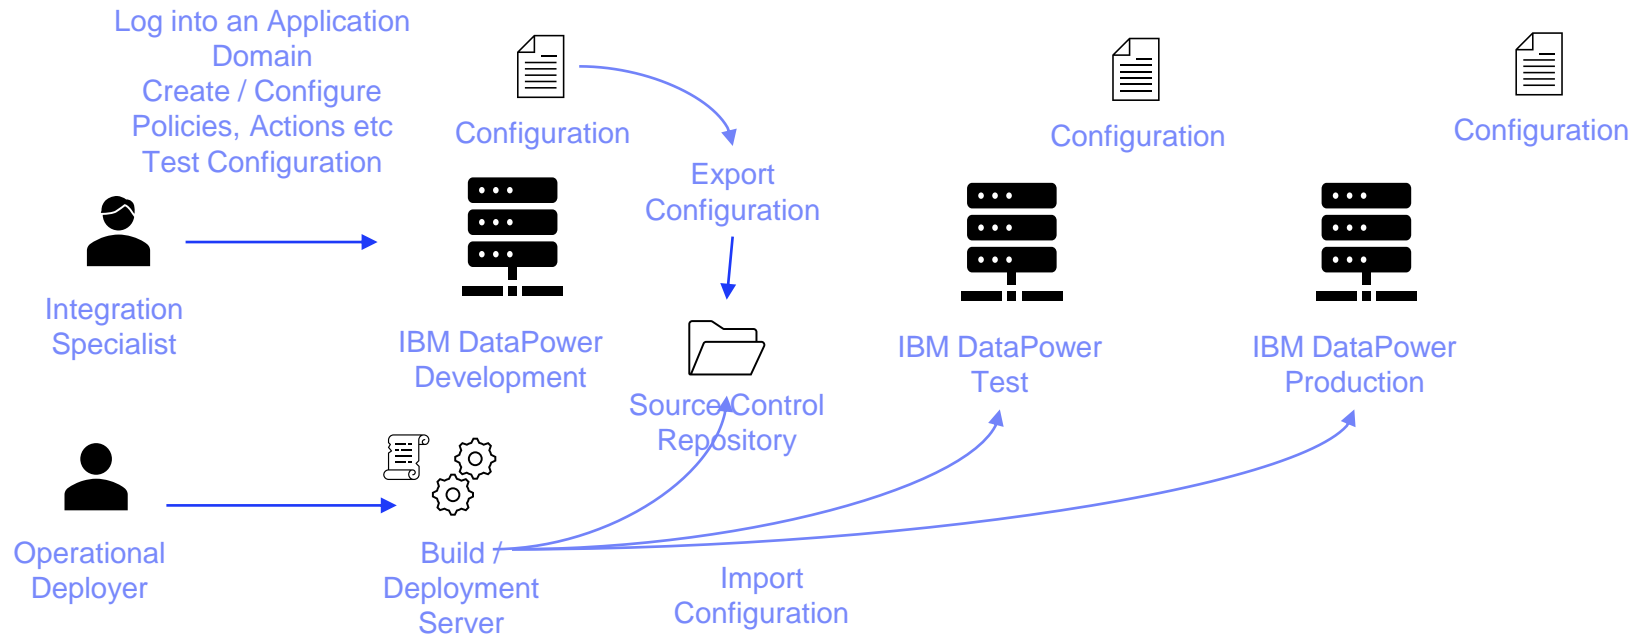 Log into an Application
Domain
Create / Configure
Policies, Actions etc
Test Configuration
Configuration
Configuration
Configuration
Export
Configuration
Integration
Specialist
IBM DataPower
Development
Source Control
Repository
IBM DataPower
Test
IBM DataPower
Production
Operational
Deployer
Build /
Deployment
Server
Import
Configuration